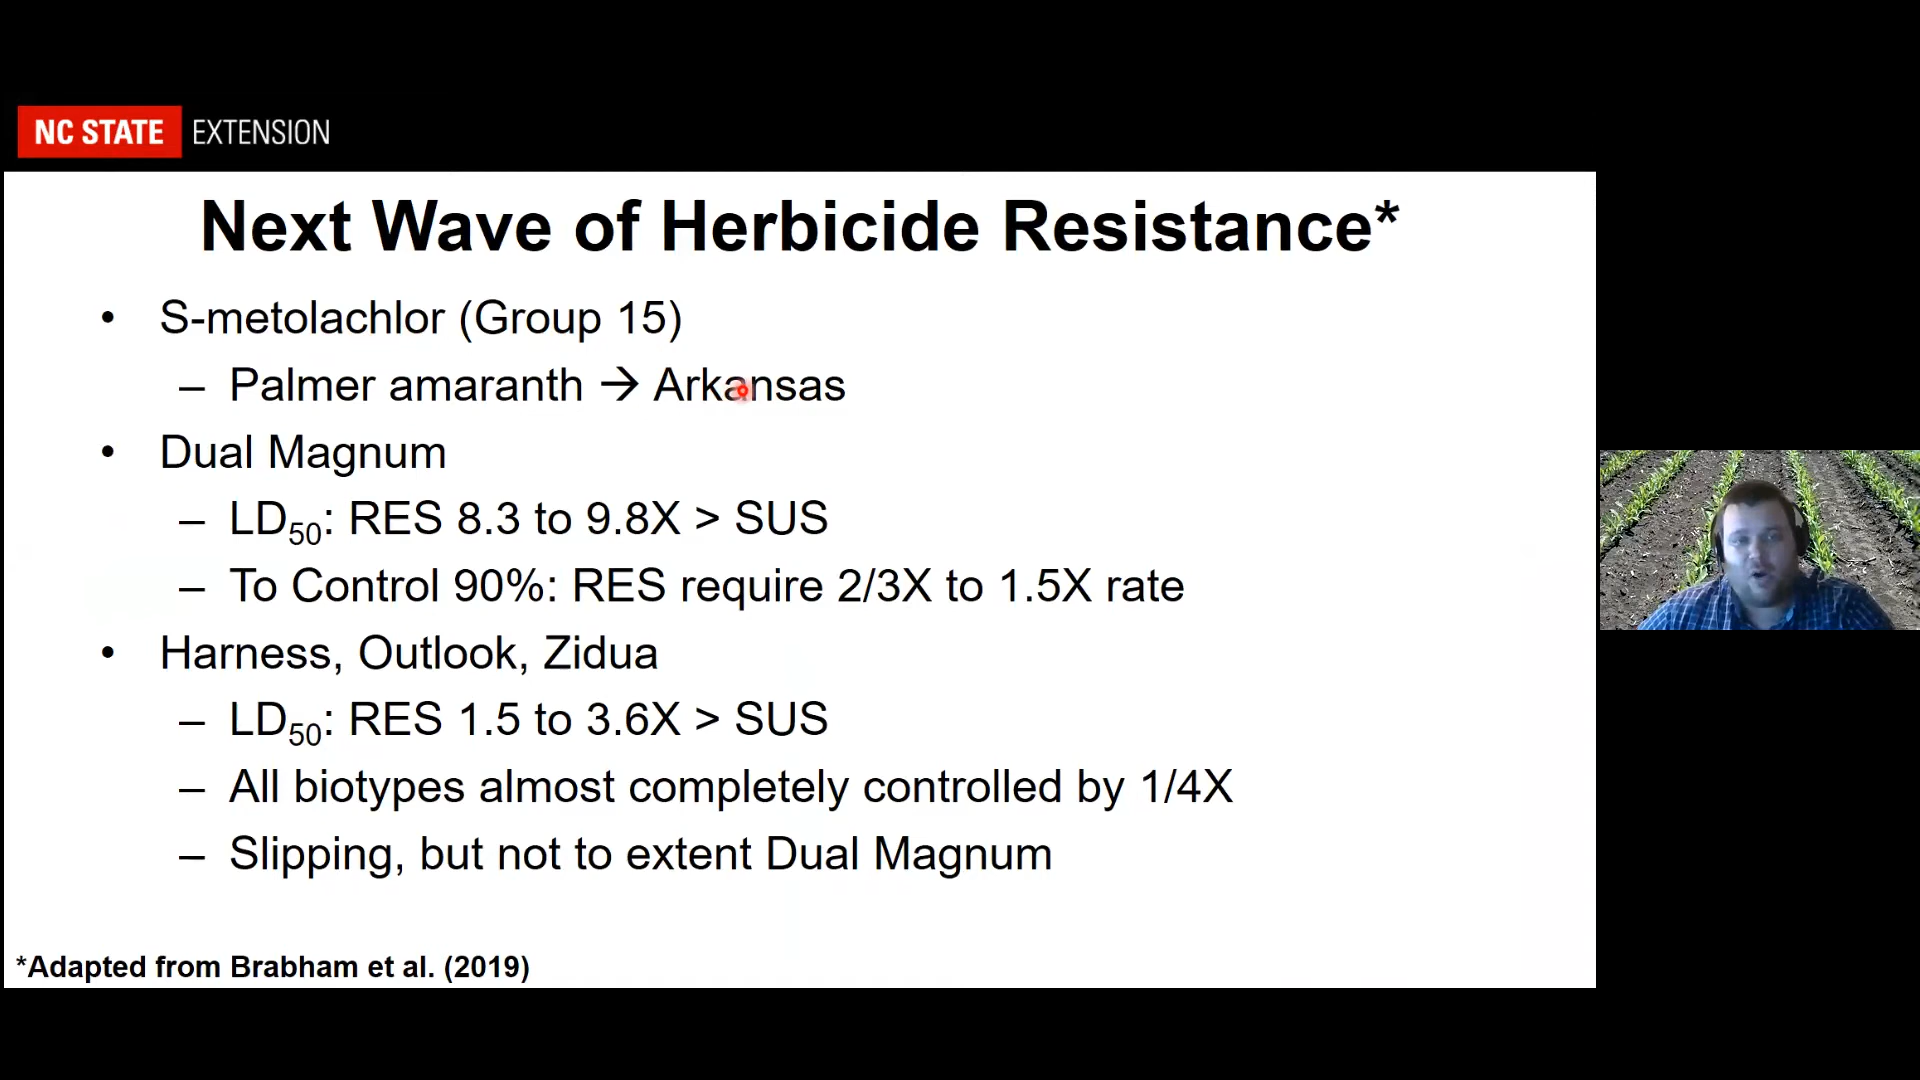 NC STATE EXTENSION
Next Wave of Herbicide Resistance*
• S-metolachlor (Group 15)
– Palmer amaranth → Arkansas
• Dual Magnum
– LD50: RES 8.3 to 9.8X > SUS
– To Control 90%: RES require 2/3X to 1.5X rate
• Harness, Outlook, Zidua
– LD50: RES 1.5 to 3.6X > SUS
– All biotypes almost completely controlled by 1/4X
– Slipping, but not to extent Dual Magnum
*Adapted from Brabham et al. (2019)